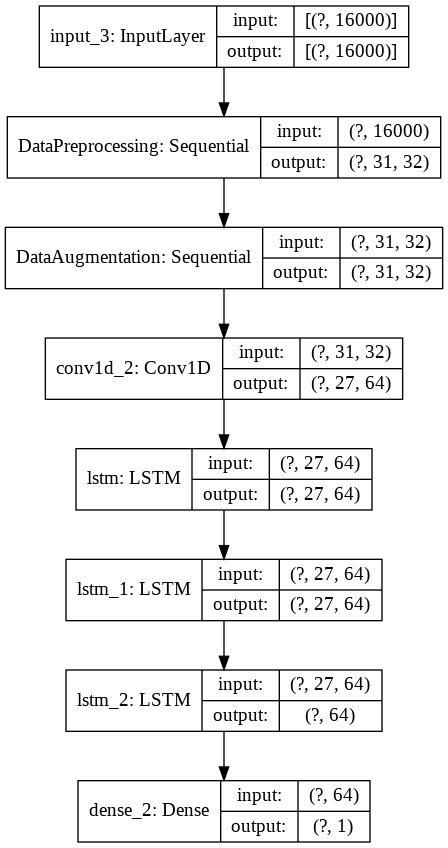 input_3: InputLayer
input: [(?, 16000)]
output: [(?, 16000)]
DataPreprocessing: Sequential
input: (?, 16000)
output: (?, 31, 32)
DataAugmentation: Sequential
input: (?, 31, 32)
output: (?, 31, 32)
conv1d_2: Conv1D
input: (?, 31, 32)
output: (?, 27, 64)
lstm: LSTM
input: (?, 27, 64)
output: (?, 27, 64)
lstm_1: LSTM
input: (?, 27, 64)
output: (?, 27, 64)
lstm_2: LSTM
input: (?, 27, 64)
output: (?, 64)
dense_2: Dense
input: (?, 64)
output: (?, 1)